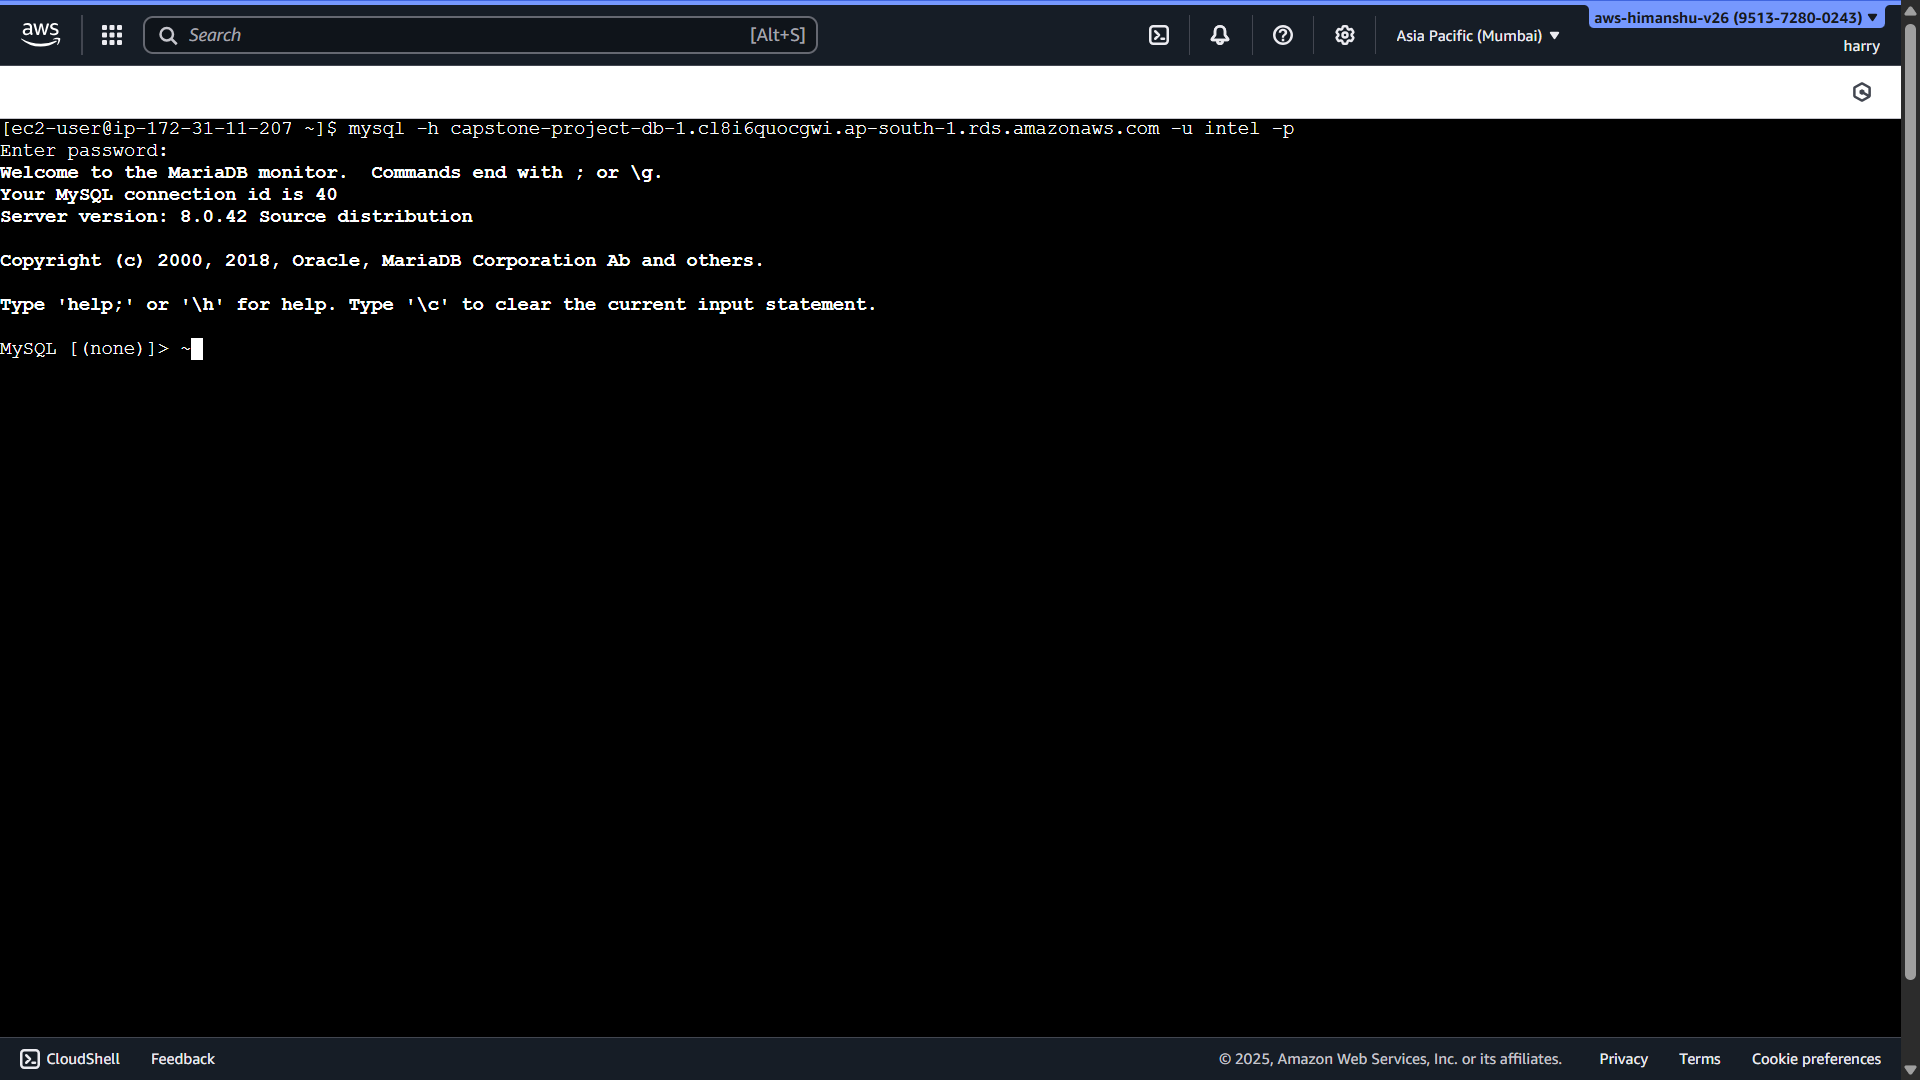 aws
Search [Alt+S]
Asia Pacific (Mumbai)
aws-himanshu-v26 (9513-7280-0243)
harry
[ec2-user@ip-172-31-11-207 ~]$ mysql -h capstone-project-db-1.cl8i6quocgwi.ap-south-1.rds.amazonaws.com -u intel -p
Enter password:
Welcome to the MariaDB monitor.  Commands end with ; or \g.
Your MySQL connection id is 40
Server version: 8.0.42 Source distribution
Copyright (c) 2000, 2018, Oracle, MariaDB Corporation Ab and others.
Type 'help;' or '\h' for help. Type '\c' to clear the current input statement.
MySQL [(none)]> ~
CloudShell Feedback © 2025, Amazon Web Services, Inc. or its affiliates. Privacy Terms Cookie preferences